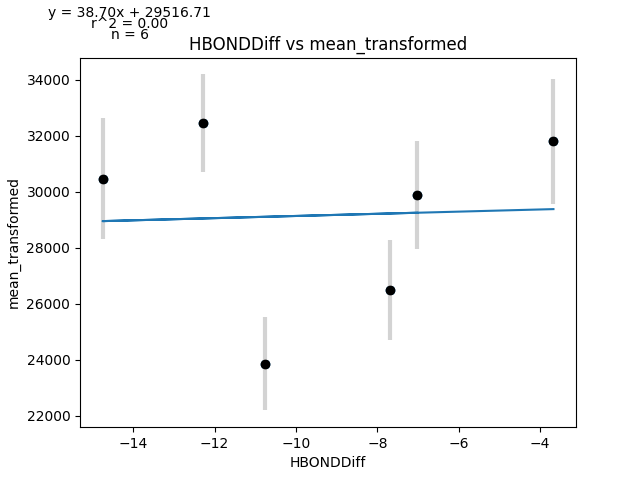 y = 38.70x + 29516.71
r^2 = 0.00
n = 6
HBONDDiff vs mean_transformed
34000
32000
30000
28000
26000
24000
22000
mean_transformed
−14
−12
−10
−8
−6
−4
HBONDDiff